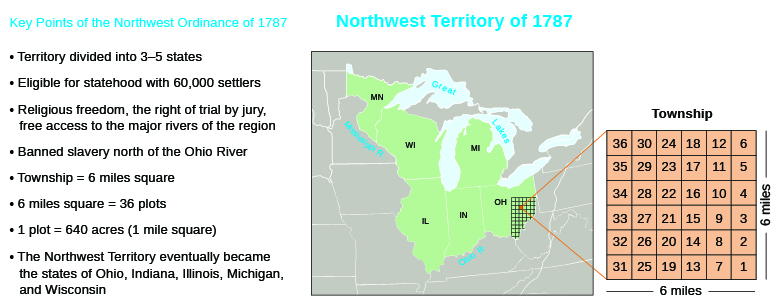 Key Points of the Northwest Ordinance of 1787
• Territory divided into 3–5 states
• Eligible for statehood with 60,000 settlers
• Religious freedom, the right of trial by jury,
free access to the major rivers of the region
• Banned slavery north of the Ohio River
• Township = 6 miles square
• 6 miles square = 36 plots
• 1 plot = 640 acres (1 mile square)
• The Northwest Territory eventually became
the states of Ohio, Indiana, Illinois, Michigan,
and Wisconsin
Northwest Territory of 1787
MN
WI
MI
IL
IN
OH
Great
Lakes
Mississippi R.
Ohio R.
Township
36 30 24 18 12 6
35 29 23 17 11 5
34 28 22 16 10 4
33 27 21 15 9 3
32 26 20 14 8 2
31 25 19 13 7 1
6 miles
6 miles